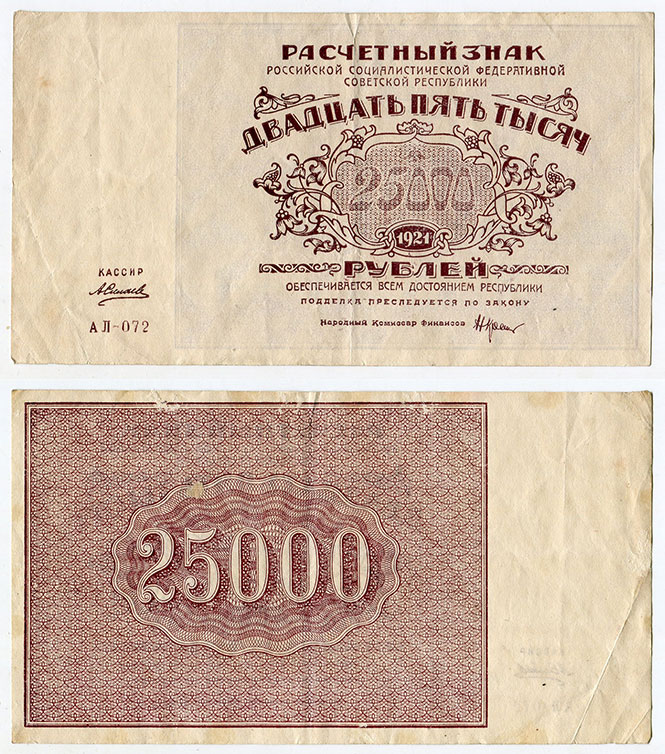 РАСЧЕТНЫЙ ЗНАК
РОССИЙСКОЙ СОЦИАЛИСТИЧЕСКОЙ ФЕДЕРАТИВНОЙ
СОВЕТСКОЙ РЕСПУБЛИКИ
ДВАДЦАТЬ ПЯТЬ ТЫСЯЧ
25000
1921
РУБЛЕЙ
ОБЕСПЕЧИВАЕТСЯ ВСЕМ ДОСТОЯНИЕМ РЕСПУБЛИКИ
ПОДДЕЛКА ПРЕСЛЕДУЕТСЯ ПО ЗАКОНУ
Народный Комиссар Финансов
КАССИР
АЛ-072
25000